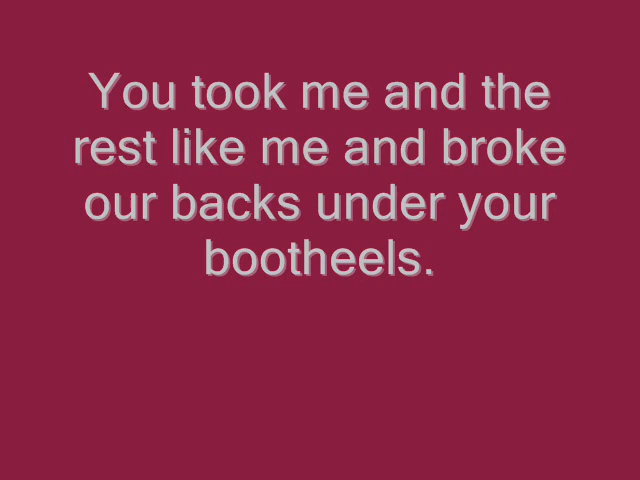 You took me and the
rest like me and broke
our backs under your
bootheels.